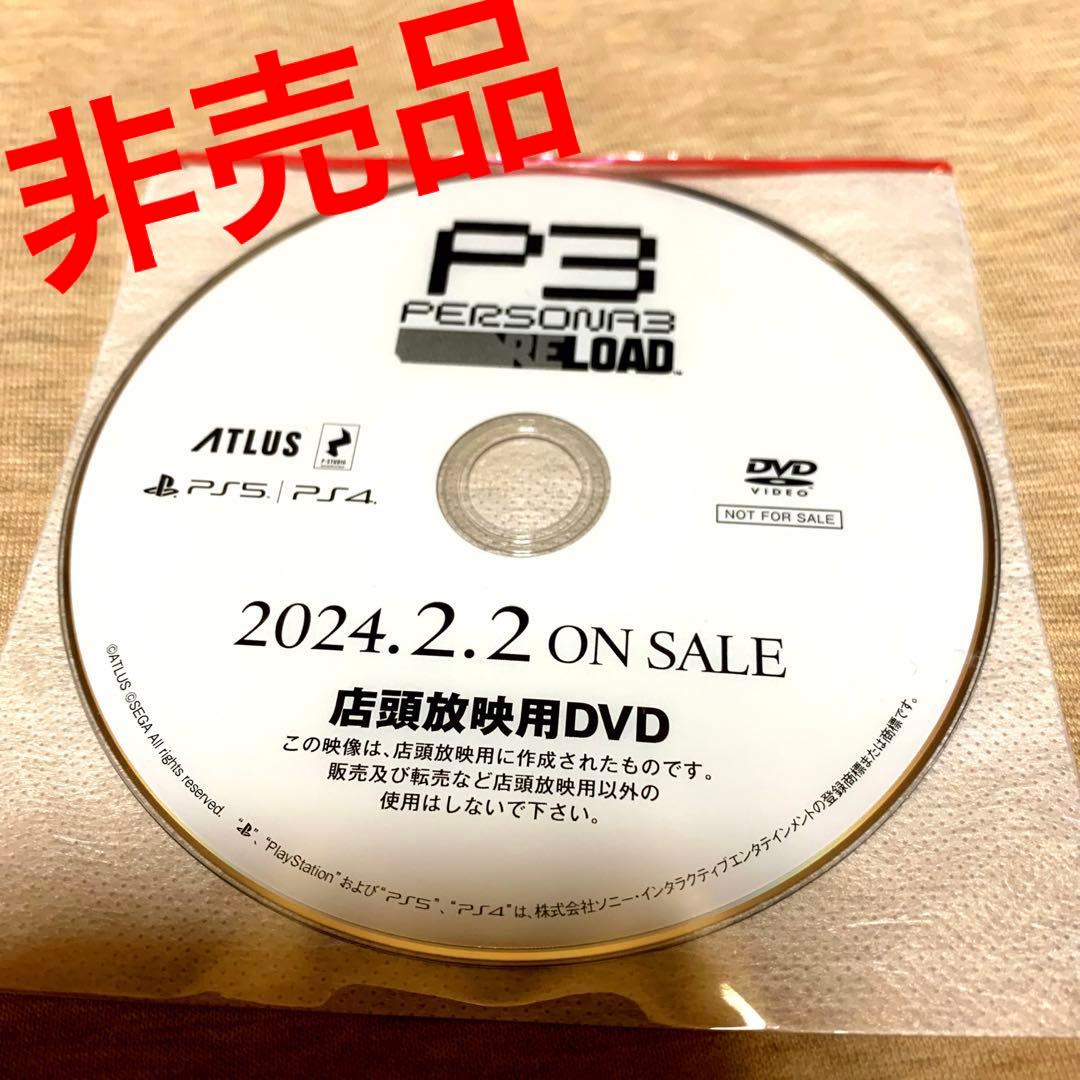 非売品
P3
PERSONA3
RELOAD™
ATLUS
P-STUDIO
PS5 | PS4
DVD
VIDEO
NOT FOR SALE
2024.2.2 ON SALE
店頭放映用DVD
この映像は、店頭放映用に作成されたものです。
販売及び転売など店頭放映用以外の
使用はしないで下さい。
©ATLUS ©SEGA All rights reserved.
“PS”、“PlayStation”および“PS5”、“PS4”は、株式会社ソニー・インタラクティブエンタテインメントの登録商標または商標です。